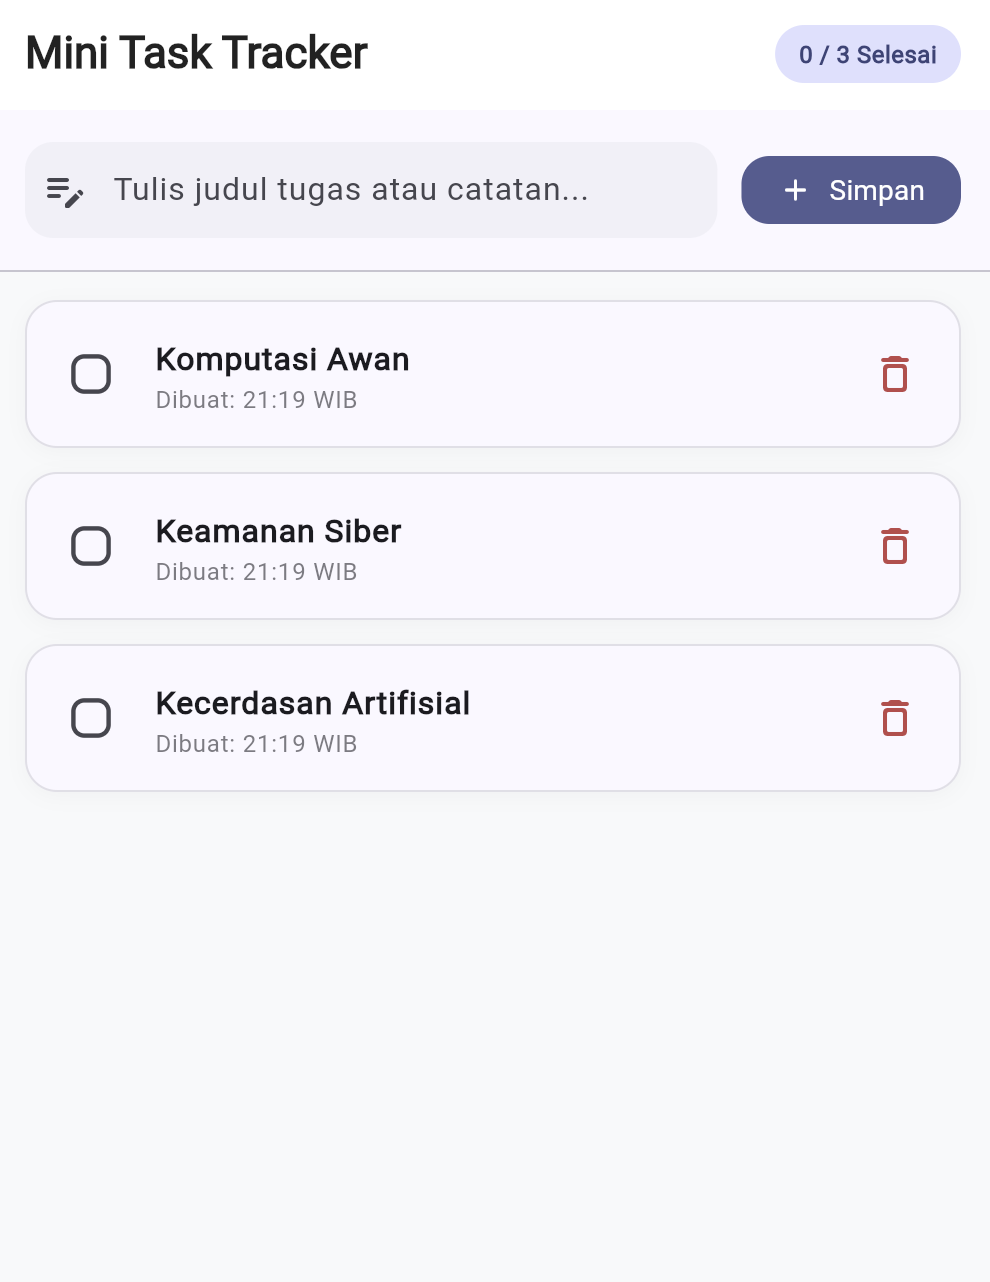 Mini Task Tracker
0 / 3 Selesai
Tulis judul tugas atau catatan...
+ Simpan
Komputasi Awan
Dibuat: 21:19 WIB
Keamanan Siber
Dibuat: 21:19 WIB
Kecerdasan Artifisial
Dibuat: 21:19 WIB